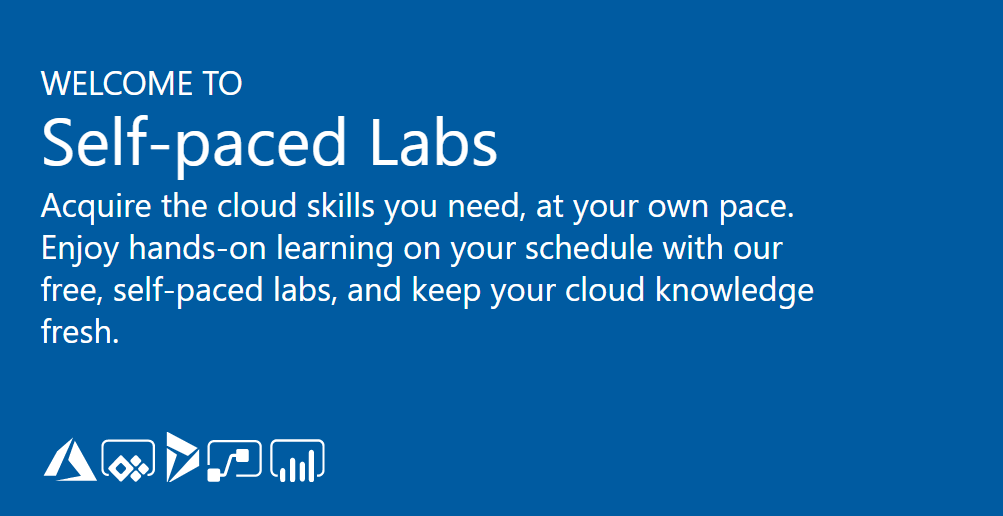 WELCOME TO
Self-paced Labs
Acquire the cloud skills you need, at your own pace.
Enjoy hands-on learning on your schedule with our
free, self-paced labs, and keep your cloud knowledge
fresh.